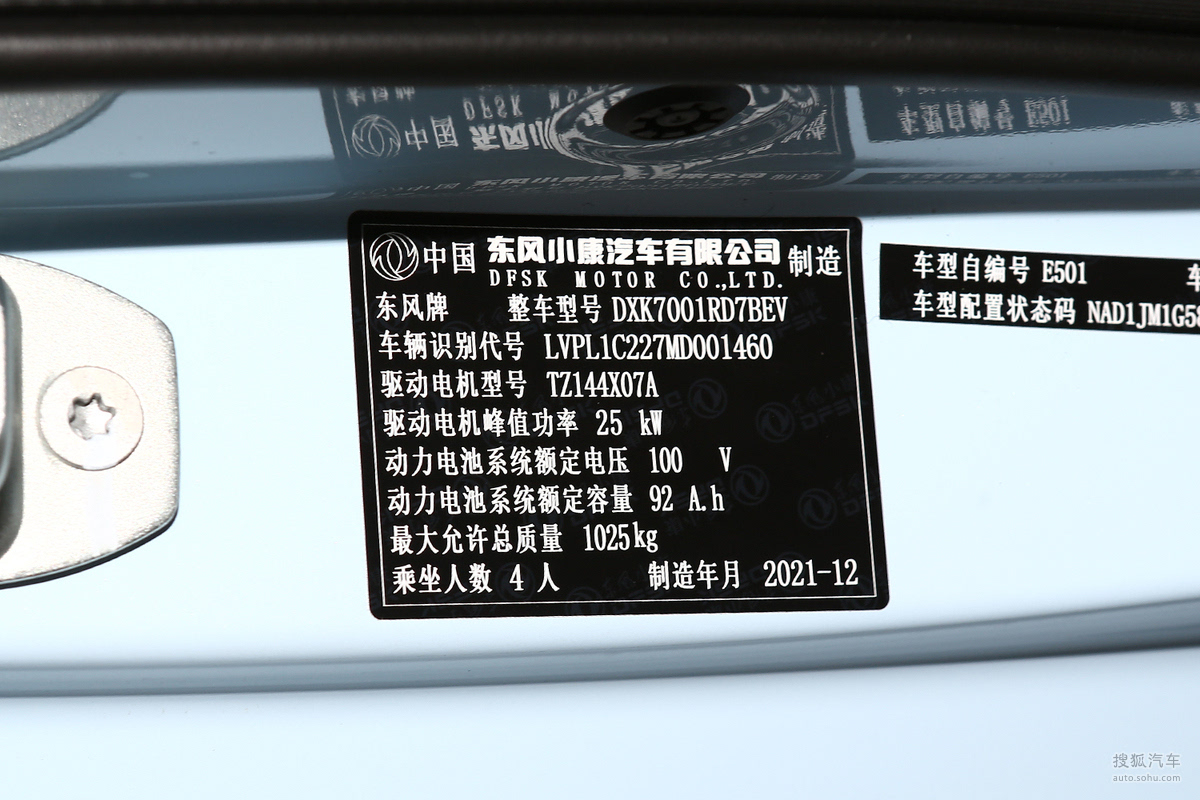 中国 东风小康汽车有限公司 制造
DFSK MOTOR CO.,LTD.
东风牌 整车型号 DXK7001RD7BEV
车辆识别代号 LVPL1C227MD001460
驱动电机型号 TZ144X07A
驱动电机峰值功率 25 kW
动力电池系统额定电压 100 V
动力电池系统额定容量 92 A.h
最大允许总质量 1025kg
乘坐人数 4 人 制造年月 2021-12
车型自编号 E501
车型配置状态码 NAD1JM1G58
搜狐汽车
auto.sohu.com